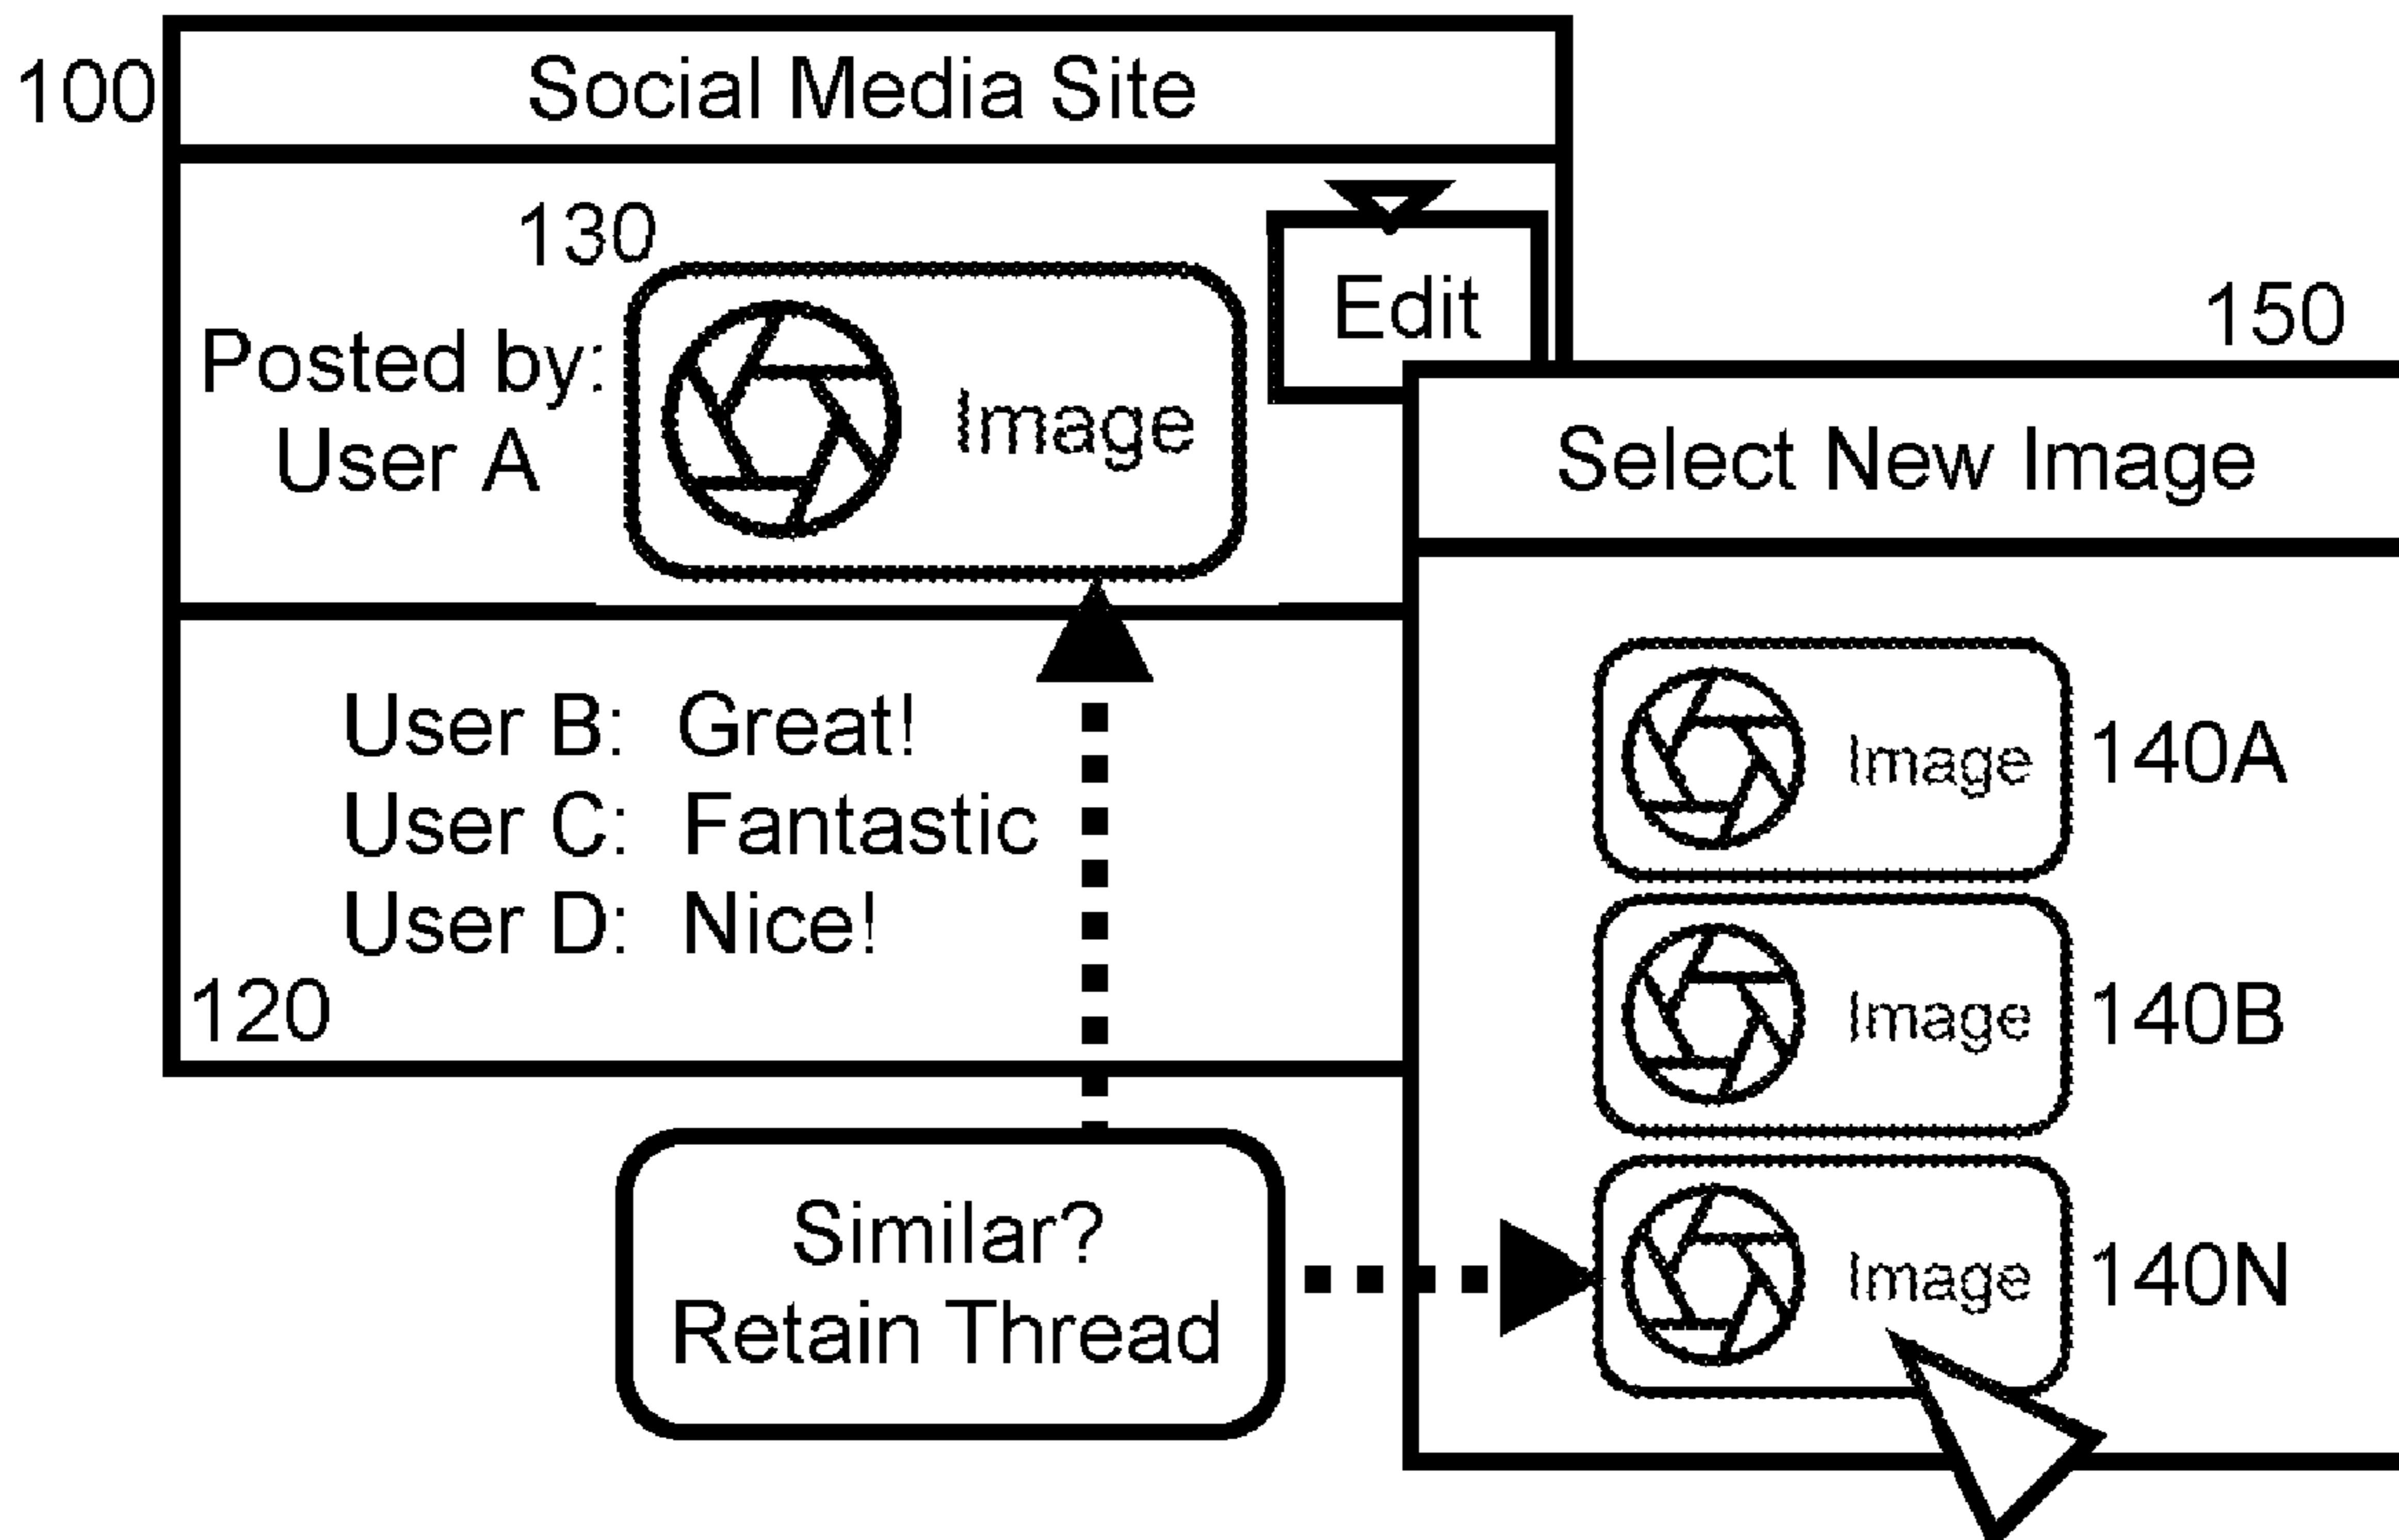 100
Social Media Site
130
Edit
Posted by:
User A
Image
150
Select New Image
User B: Great!
User C: Fantastic
User D: Nice!
120
Image 140A
Image 140B
Image 140N
Similar?
Retain Thread